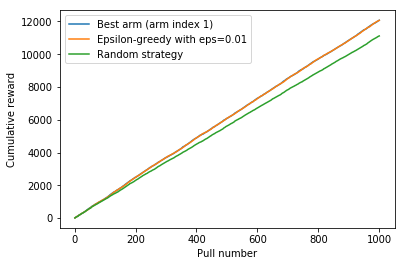 Best arm (arm index 1)
Epsilon-greedy with eps=0.01
Random strategy
Cumulative reward
12000
10000
8000
6000
4000
2000
0
0 200 400 600 800 1000
Pull number